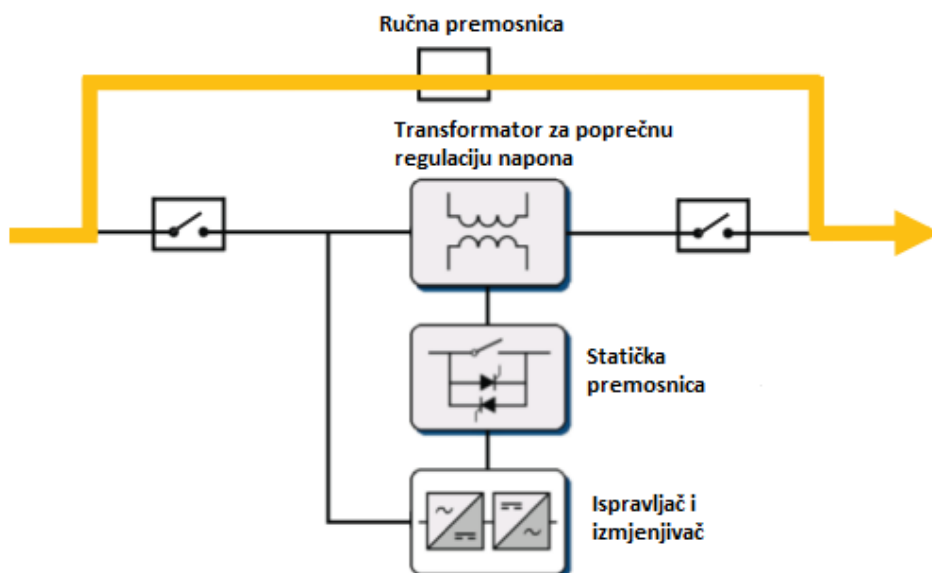 Ručna premosnica
Transformator za poprečnu
regulaciju napona
Statička
premosnica
Ispravljač i
izmjenjivač